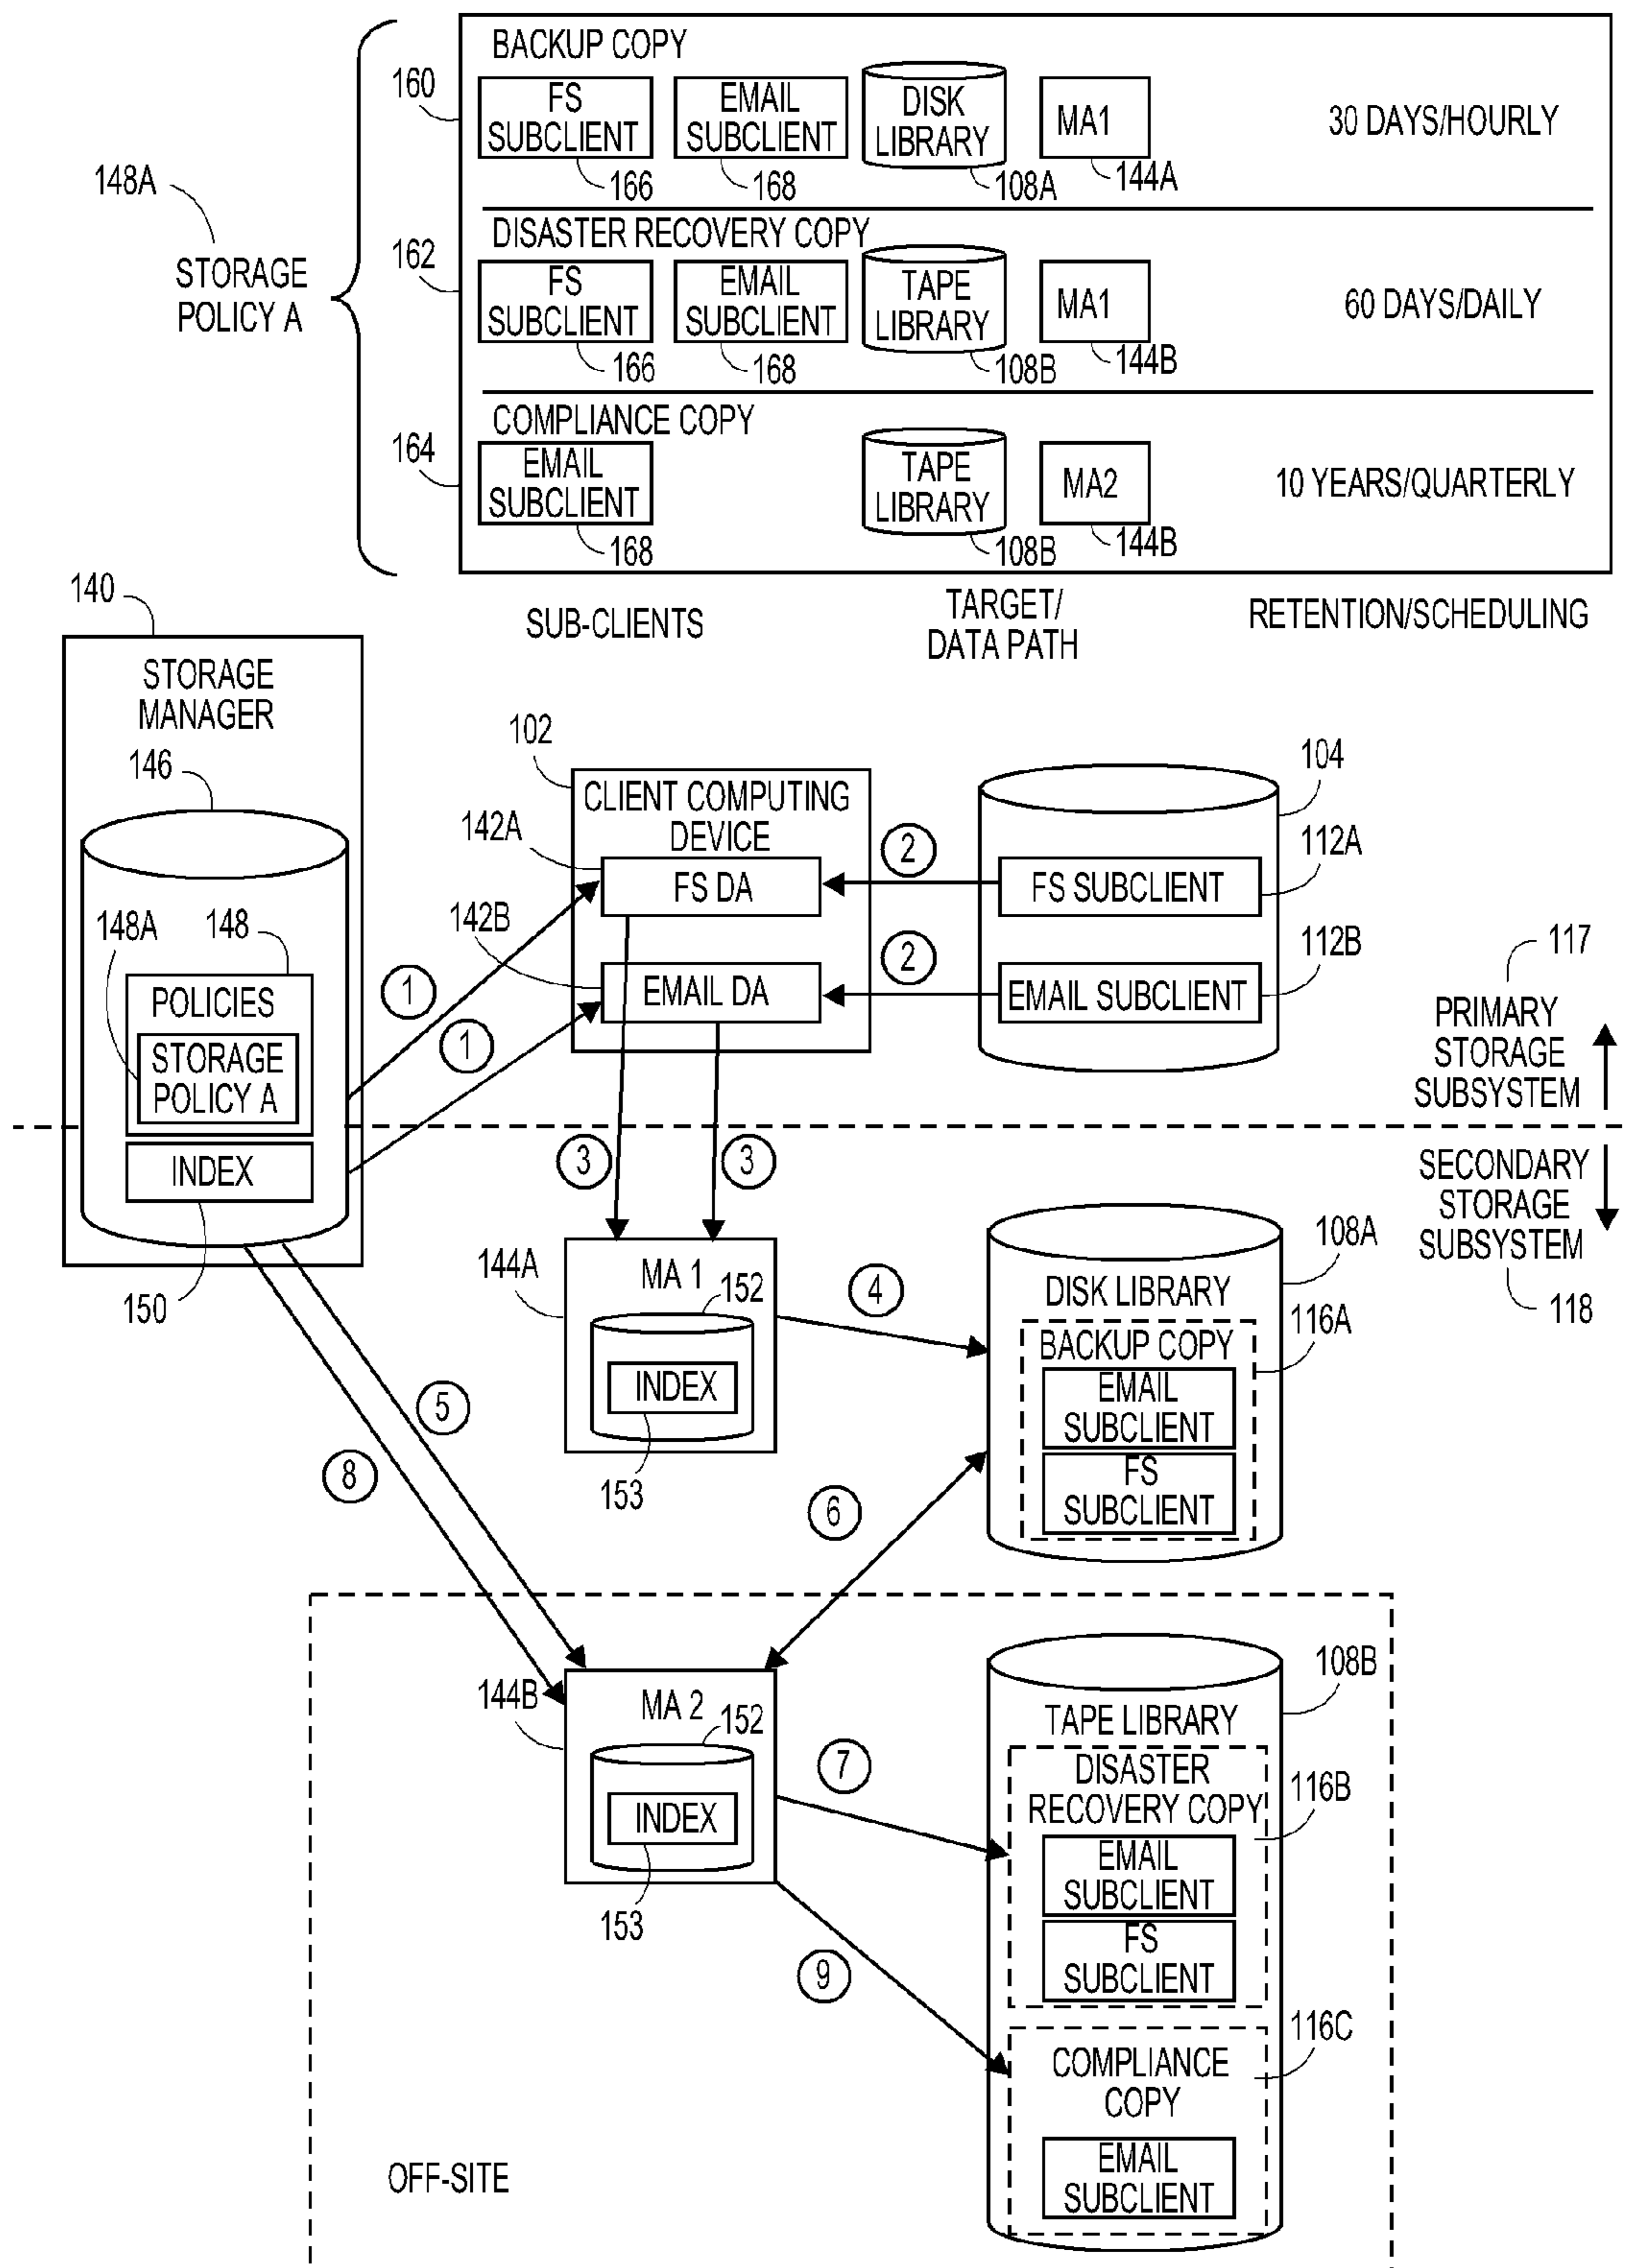 BACKUP COPY
160
FS
SUBCLIENT
166
EMAIL
SUBCLIENT
168
DISK
LIBRARY
108A
MA1
144A
30 DAYS/HOURLY
148A
STORAGE
POLICY A
DISASTER RECOVERY COPY
162
FS
SUBCLIENT
166
EMAIL
SUBCLIENT
168
TAPE
LIBRARY
108B
MA1
144B
60 DAYS/DAILY
COMPLIANCE COPY
164
EMAIL
SUBCLIENT
168
TAPE
LIBRARY
108B
MA2
144B
10 YEARS/QUARTERLY
SUB-CLIENTS
TARGET/
DATA PATH
RETENTION/SCHEDULING
140
STORAGE
MANAGER
146
148A
148
POLICIES
STORAGE
POLICY A
INDEX
150
102
CLIENT COMPUTING
DEVICE
142A
FS DA
142B
EMAIL DA
1
1
2
2
104
112A
FS SUBCLIENT
112B
EMAIL SUBCLIENT
117
PRIMARY
STORAGE
SUBSYSTEM
SECONDARY
STORAGE
SUBSYSTEM
118
3
3
144A
MA 1
152
INDEX
153
4
108A
DISK LIBRARY
116A
BACKUP COPY
EMAIL
SUBCLIENT
FS
SUBCLIENT
5
8
6
144B
MA 2
152
INDEX
153
7
9
108B
TAPE LIBRARY
DISASTER
RECOVERY COPY
116B
EMAIL
SUBCLIENT
FS
SUBCLIENT
116C
COMPLIANCE
COPY
EMAIL
SUBCLIENT
OFF-SITE